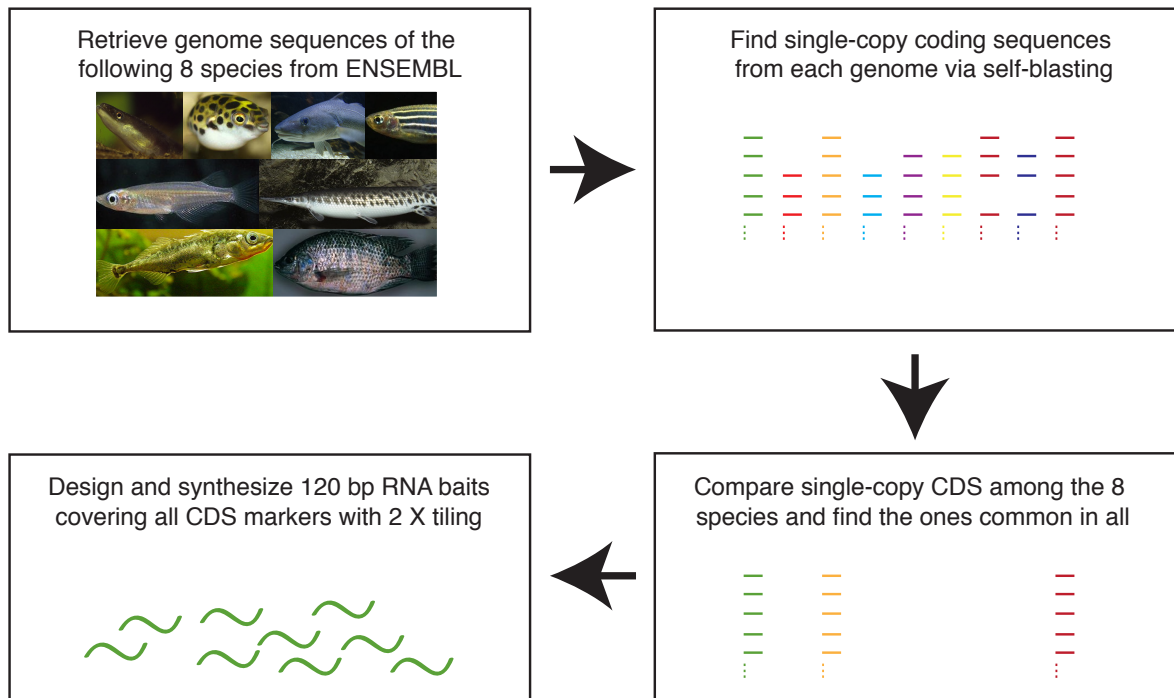 Retrieve genome sequences of the
following 8 species from ENSEMBL
Find single-copy coding sequences
from each genome via self-blasting
Design and synthesize 120 bp RNA baits
covering all CDS markers with 2 X tiling
Compare single-copy CDS among the 8
species and find the ones common in all